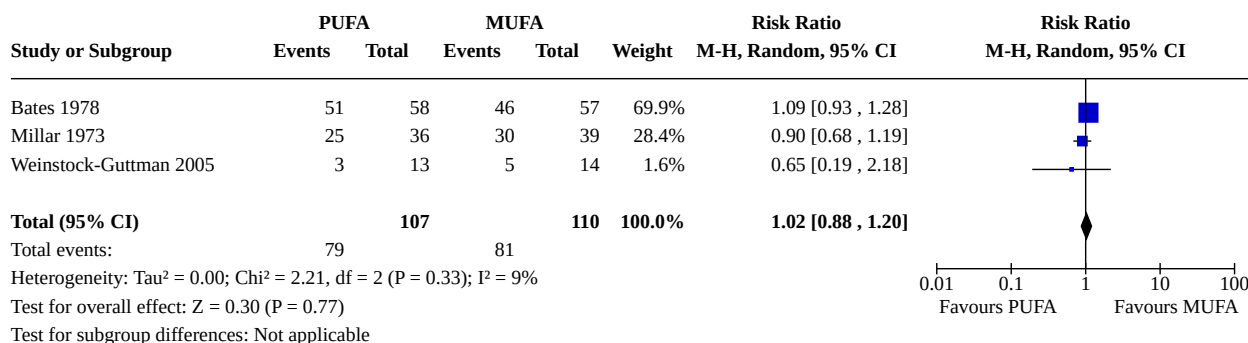 PUFA MUFA Risk Ratio Risk Ratio
Study or Subgroup Events Total Events Total Weight M-H, Random, 95% CI M-H, Random, 95% CI
Bates 1978 51 58 46 57 69.9% 1.09 [0.93 , 1.28]
Millar 1973 25 36 30 39 28.4% 0.90 [0.68 , 1.19]
Weinstock-Guttman 2005 3 13 5 14 1.6% 0.65 [0.19 , 2.18]
Total (95% CI) 107 110 100.0% 1.02 [0.88 , 1.20]
Total events: 79 81
Heterogeneity: Tau² = 0.00; Chi² = 2.21, df = 2 (P = 0.33); I² = 9%
Test for overall effect: Z = 0.30 (P = 0.77)
Test for subgroup differences: Not applicable
0.01 0.1 1 10 100
Favours PUFA Favours MUFA